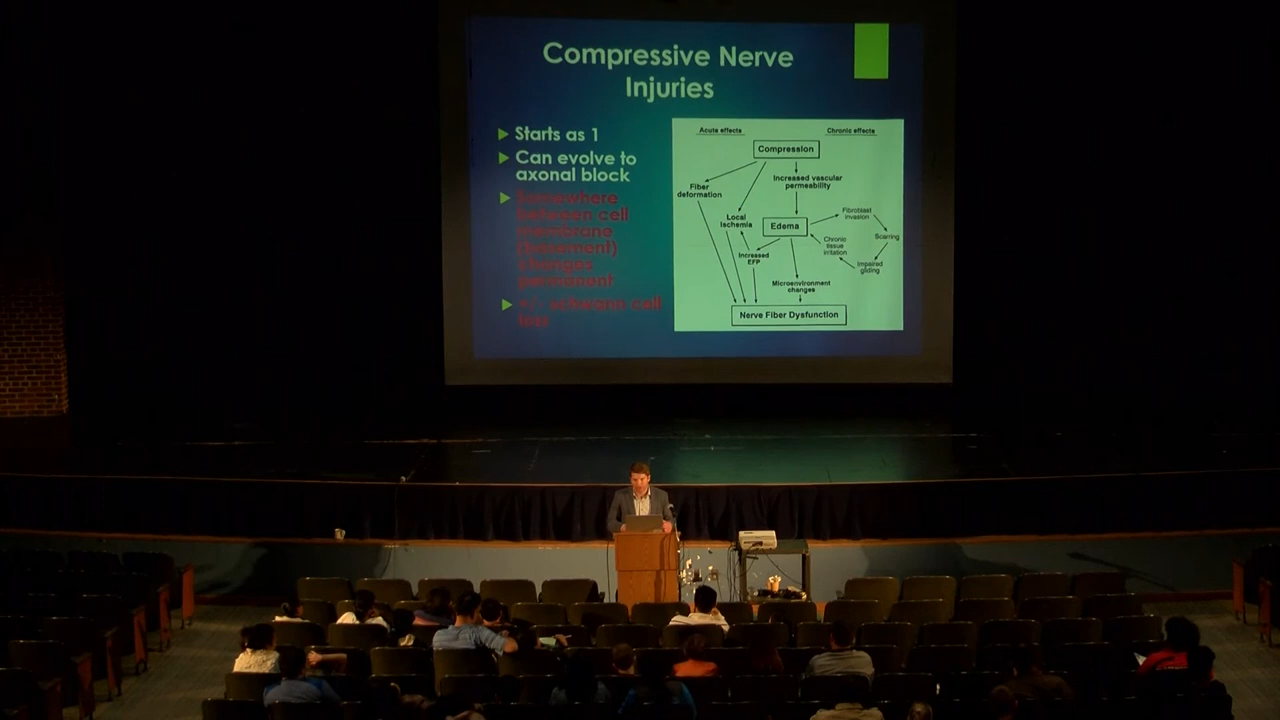 Compressive Nerve
Injuries
Starts as 1
Can evolve to
axonal block
Somewhere
between cell
membrane
(basement)
changes
permanent
+/- schwann cell
loss
Acute effects
Chronic effects
Compression
Increased vascular
permeability
Fiber
deformation
Local
Ischemia
Edema
Fibroblast
invasion
Scarring
Chronic
tissue
irritation
Impaired
gliding
Increased
EFP
Microenvironment
changes
Nerve Fiber Dysfunction